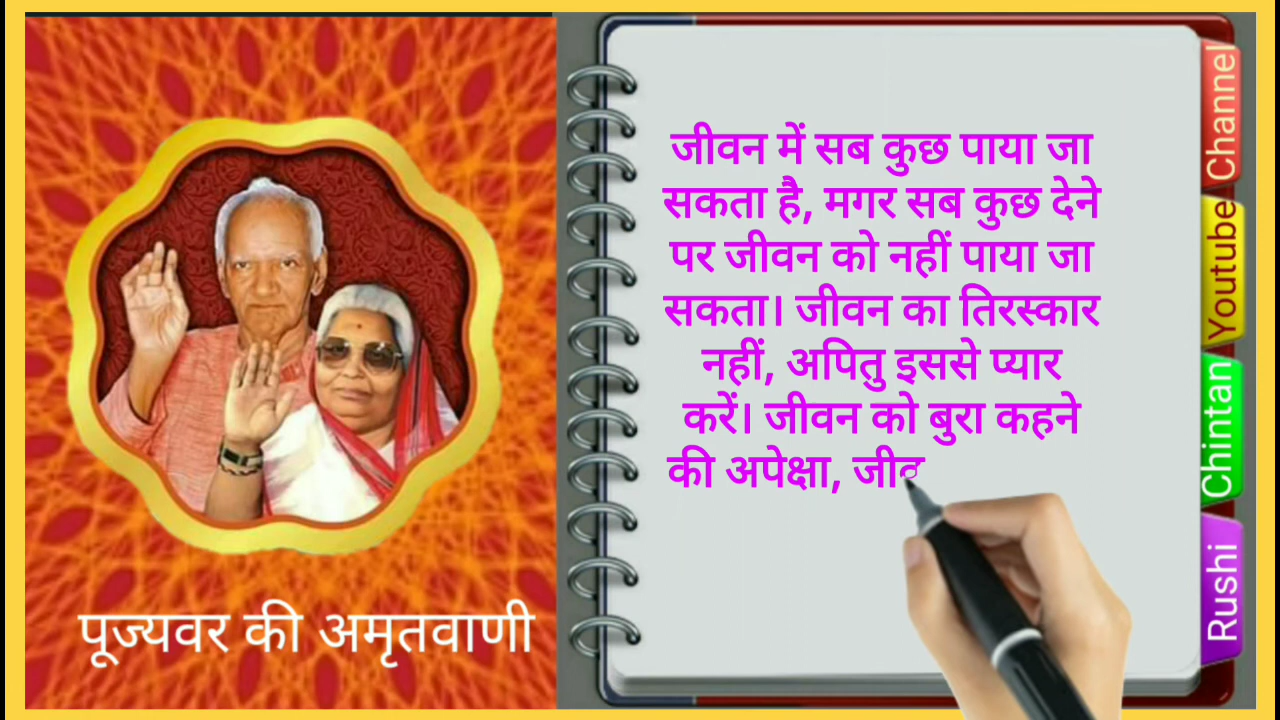 जीवन में सब कुछ पाया जा
सकता है, मगर सब कुछ देने
पर जीवन को नहीं पाया जा
सकता। जीवन का तिरस्कार
नहीं, अपितु इससे प्यार
करें। जीवन को बुरा कहने
की अपेक्षा,
पूज्यवर की अमृतवाणी
Rushi
Chintan
Youtube
Channel